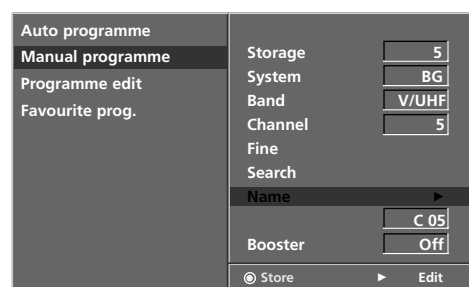 Auto programme
Manual programme
Programme edit
Favourite prog.
Storage 5
System BG
Band V/UHF
Channel 5
Fine
Search
Name ►
C 05
Booster Off
◉ Store ► Edit